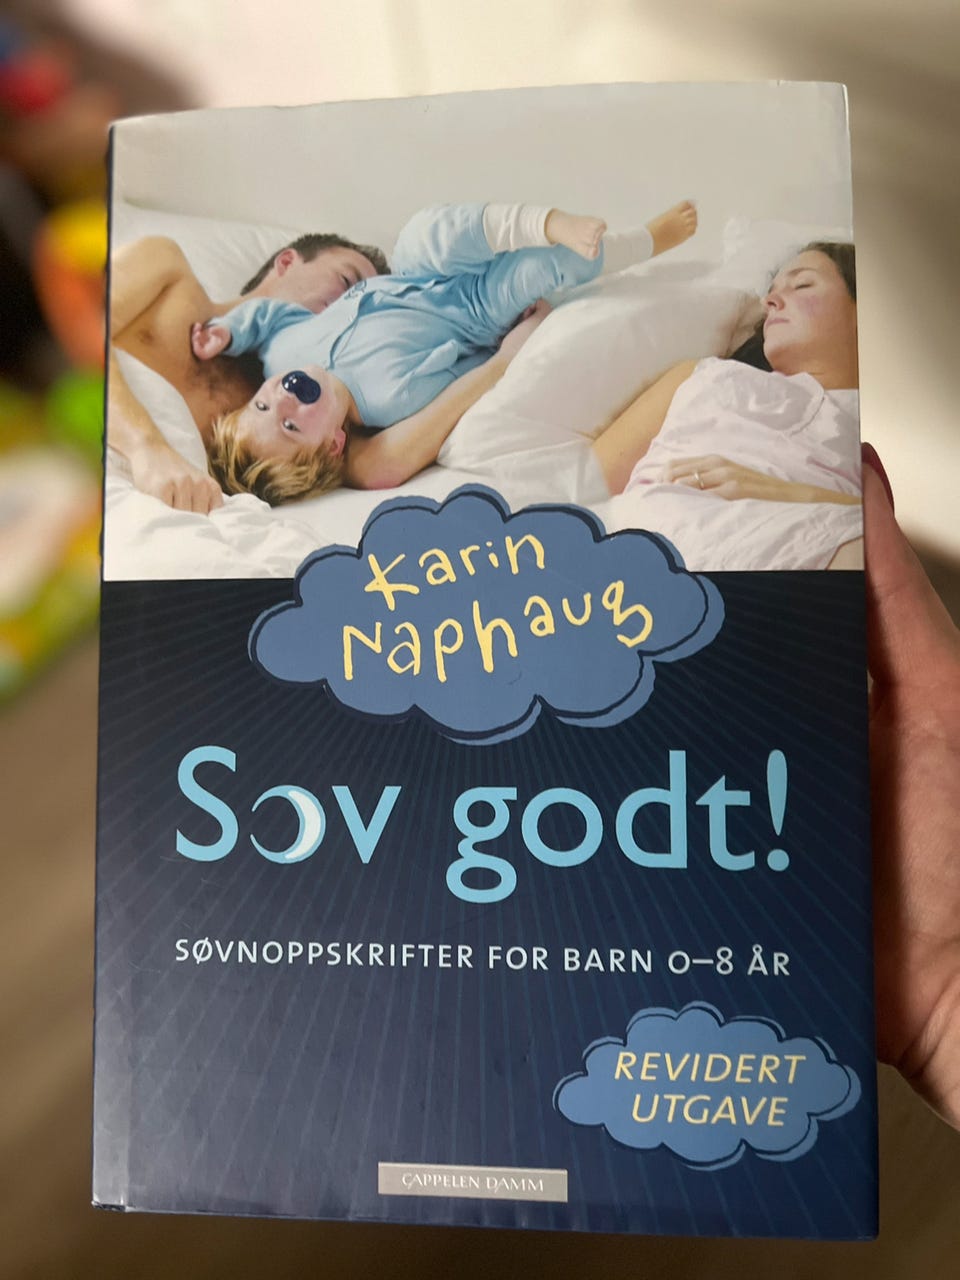 Karin
Naphaug
Sov godt!
SØVNOPPSKRIFTER FOR BARN 0–8 ÅR
REVIDERT
UTGAVE
CAPPELEN DAMM